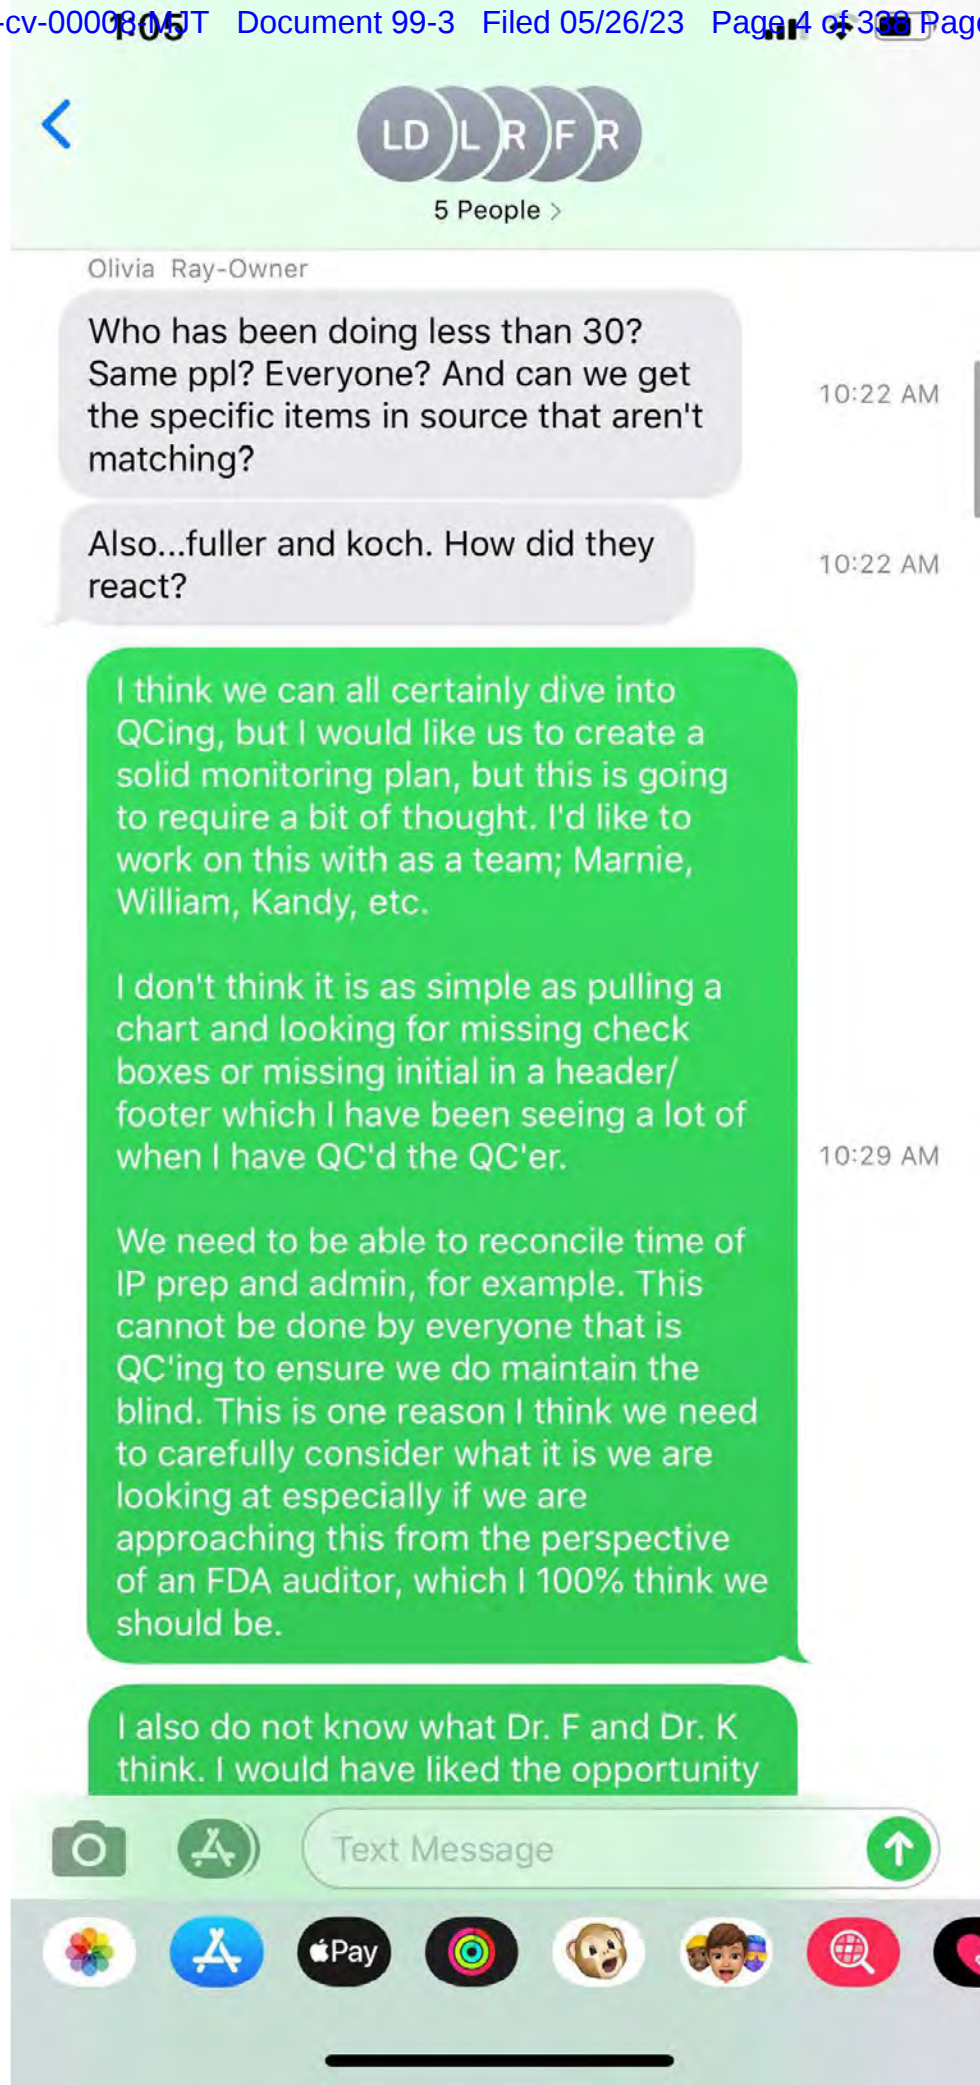 -cv-00008-MJT Document 99-3 Filed 05/26/23 Page 4 of 338 Page
1:05
LD L R F R
5 People >
Olivia Ray-Owner
Who has been doing less than 30?
Same ppl? Everyone? And can we get
the specific items in source that aren't
matching?
10:22 AM
Also...fuller and koch. How did they
react?
10:22 AM
I think we can all certainly dive into
QCing, but I would like us to create a
solid monitoring plan, but this is going
to require a bit of thought. I'd like to
work on this with as a team; Marnie,
William, Kandy, etc.
I don't think it is as simple as pulling a
chart and looking for missing check
boxes or missing initial in a header/
footer which I have been seeing a lot of
when I have QC'd the QC'er.
10:29 AM
We need to be able to reconcile time of
IP prep and admin, for example. This
cannot be done by everyone that is
QC'ing to ensure we do maintain the
blind. This is one reason I think we need
to carefully consider what it is we are
looking at especially if we are
approaching this from the perspective
of an FDA auditor, which I 100% think we
should be.
I also do not know what Dr. F and Dr. K
think. I would have liked the opportunity
Text Message
Pay